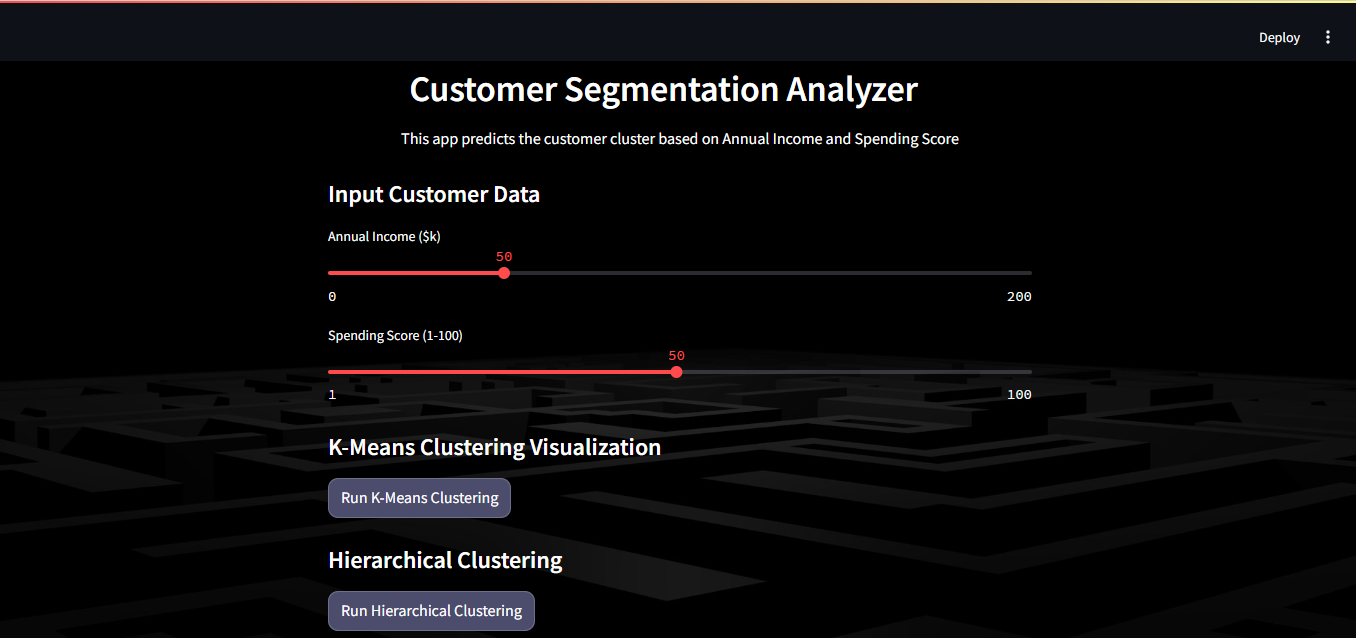 Deploy
Customer Segmentation Analyzer
This app predicts the customer cluster based on Annual Income and Spending Score
Input Customer Data
Annual Income ($k)
50
0 200
Spending Score (1-100)
50
1 100
K-Means Clustering Visualization
Run K-Means Clustering
Hierarchical Clustering
Run Hierarchical Clustering